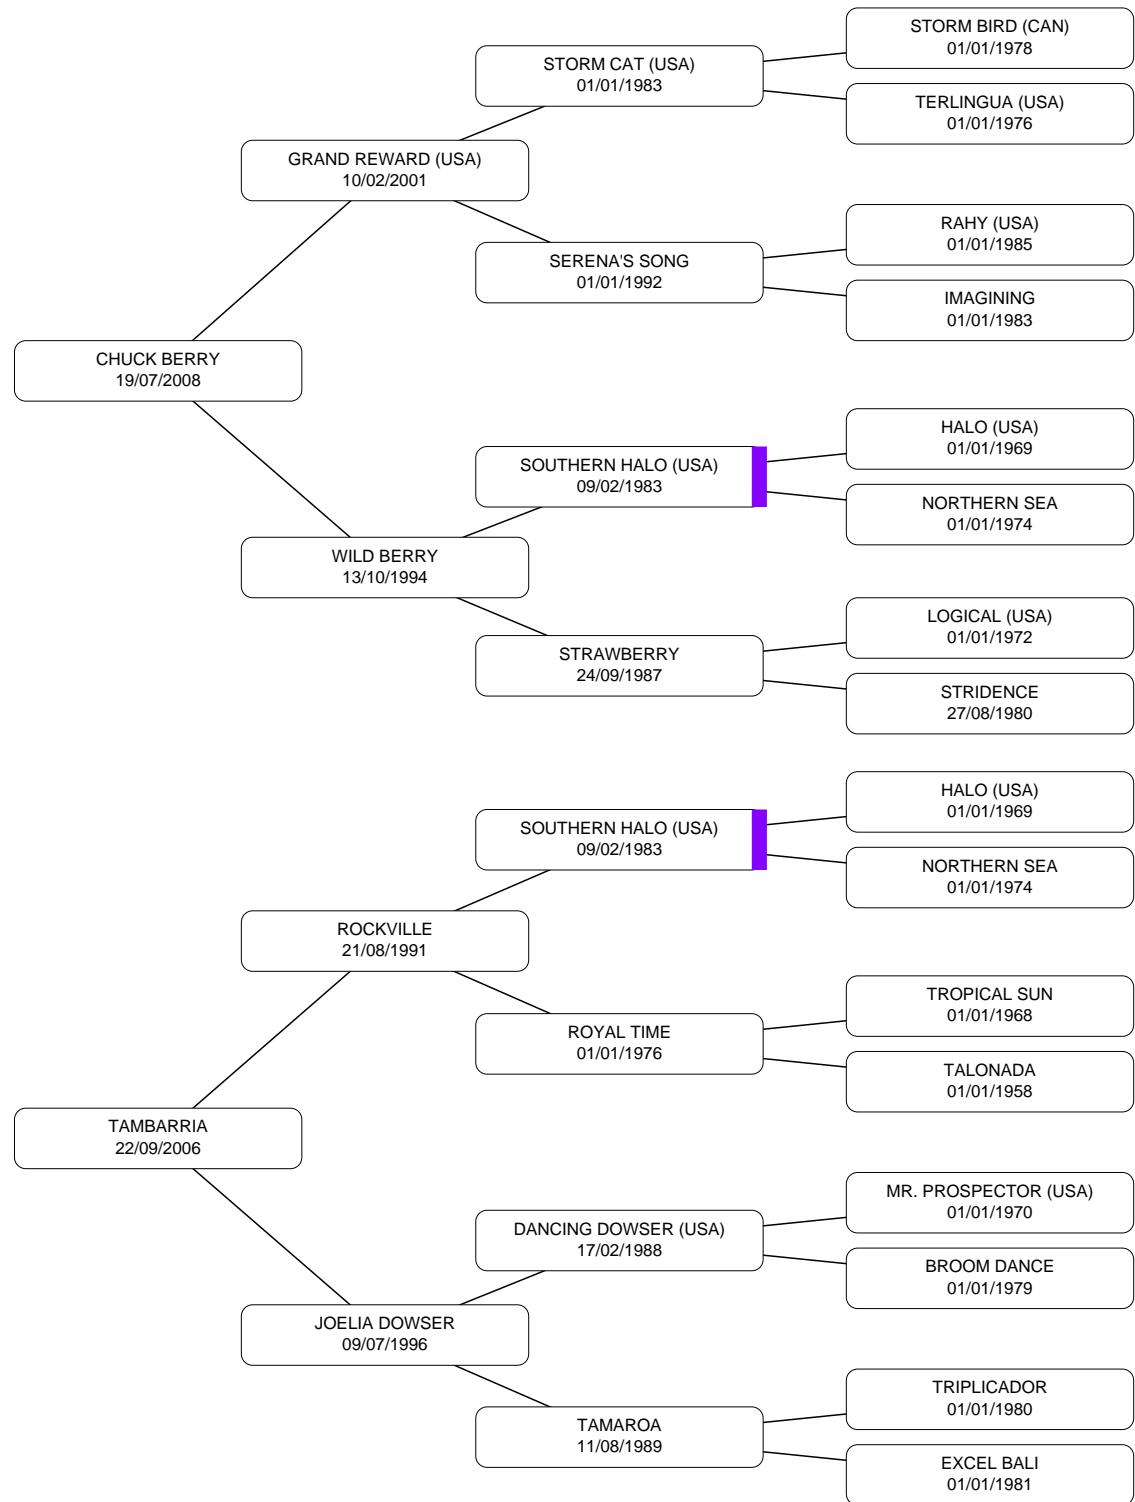 STORM BIRD (CAN)
01/01/1978
STORM CAT (USA)
01/01/1983
TERLINGUA (USA)
01/01/1976
GRAND REWARD (USA)
10/02/2001
RAHY (USA)
01/01/1985
SERENA'S SONG
01/01/1992
IMAGINING
01/01/1983
CHUCK BERRY
19/07/2008
HALO (USA)
01/01/1969
SOUTHERN HALO (USA)
09/02/1983
NORTHERN SEA
01/01/1974
WILD BERRY
13/10/1994
LOGICAL (USA)
01/01/1972
STRAWBERRY
24/09/1987
STRIDENCE
27/08/1980
HALO (USA)
01/01/1969
SOUTHERN HALO (USA)
09/02/1983
NORTHERN SEA
01/01/1974
ROCKVILLE
21/08/1991
TROPICAL SUN
01/01/1968
ROYAL TIME
01/01/1976
TALONADA
01/01/1958
TAMBARRIA
22/09/2006
MR. PROSPECTOR (USA)
01/01/1970
DANCING DOWSER (USA)
17/02/1988
BROOM DANCE
01/01/1979
JOELIA DOWSER
09/07/1996
TRIPLICADOR
01/01/1980
TAMAROA
11/08/1989
EXCEL BALI
01/01/1981